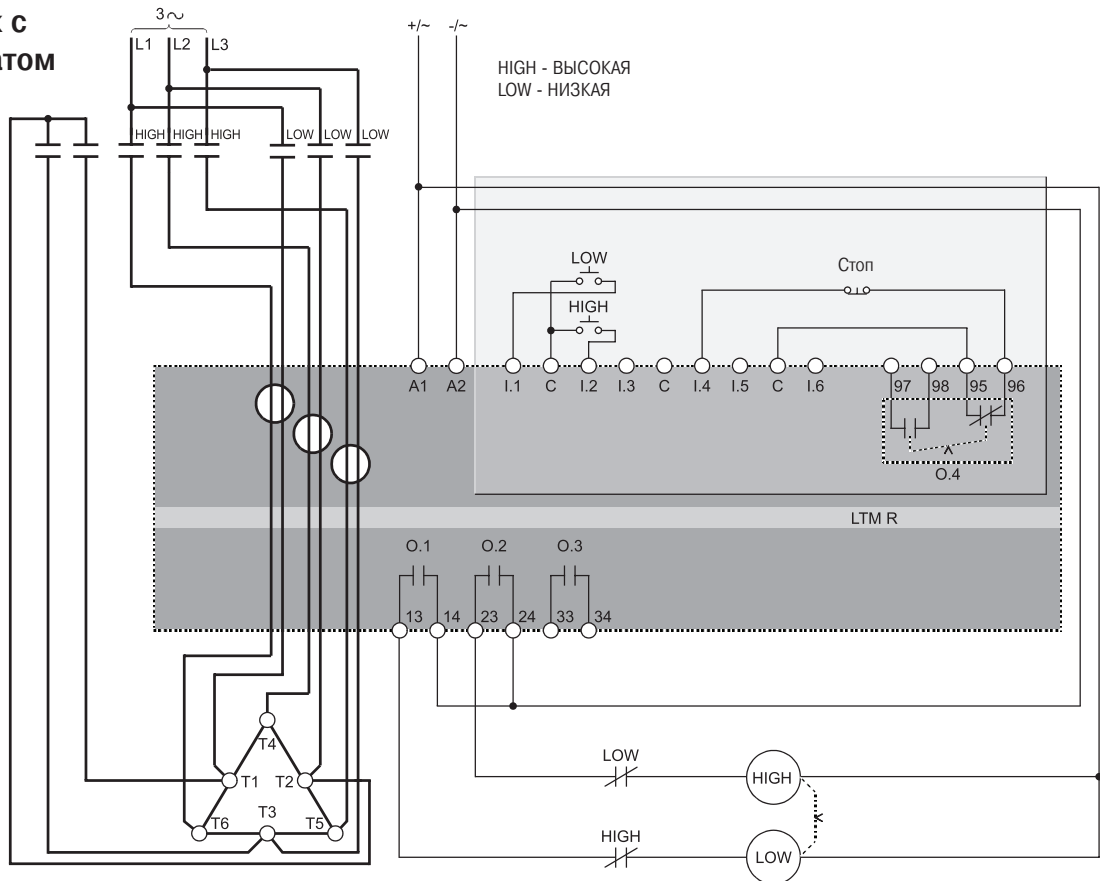 к с
атом
3~
L1 L2 L3
+/~ -/~
HIGH - ВЫСОКАЯ
LOW - НИЗКАЯ
HIGH HIGH HIGH LOW LOW LOW
LOW
HIGH
Стоп
A1 A2 I.1 C I.2 I.3 C I.4 I.5 C I.6 97 98 95 96
O.4
LTM R
O.1 O.2 O.3
13 14 23 24 33 34
T4
T1 T2
T6 T3 T5
LOW
HIGH
HIGH
LOW